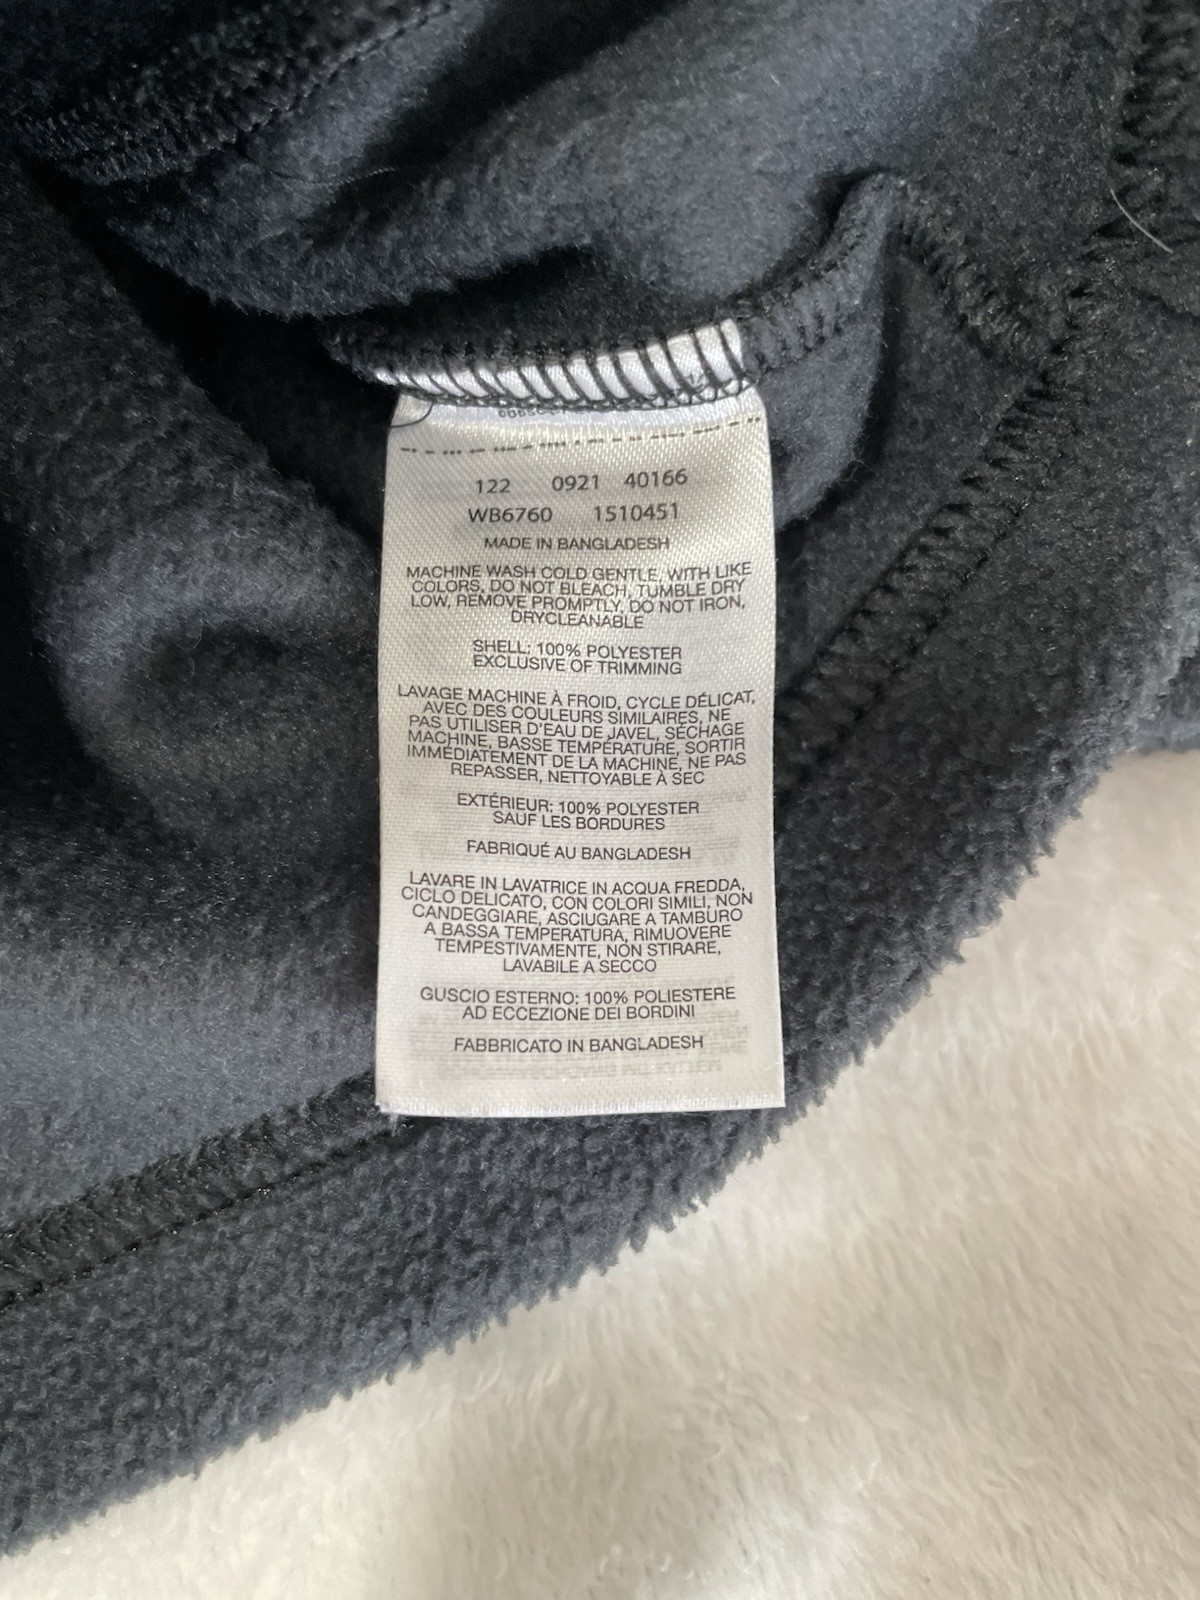 122 0921 40166
WB6760 1510451
MADE IN BANGLADESH
MACHINE WASH COLD GENTLE, WITH LIKE
COLORS, DO NOT BLEACH, TUMBLE DRY
LOW, REMOVE PROMPTLY, DO NOT IRON,
DRYCLEANABLE
SHELL: 100% POLYESTER
EXCLUSIVE OF TRIMMING
LAVAGE MACHINE À FROID, CYCLE DÉLICAT,
AVEC DES COULEURS SIMILAIRES, NE
PAS UTILISER D'EAU DE JAVEL, SÉCHAGE
MACHINE, BASSE TEMPÉRATURE, SORTIR
IMMÉDIATEMENT DE LA MACHINE, NE PAS
REPASSER, NETTOYABLE À SEC
EXTÉRIEUR: 100% POLYESTER
SAUF LES BORDURES
FABRIQUÉ AU BANGLADESH
LAVARE IN LAVATRICE IN ACQUA FREDDA,
CICLO DELICATO, CON COLORI SIMILI, NON
CANDEGGIARE, ASCIUGARE A TAMBURO
A BASSA TEMPERATURA, RIMUOVERE
TEMPESTIVAMENTE, NON STIRARE,
LAVABILE A SECCO
GUSCIO ESTERNO: 100% POLIESTERE
AD ECCEZIONE DEI BORDINI
FABBRICATO IN BANGLADESH